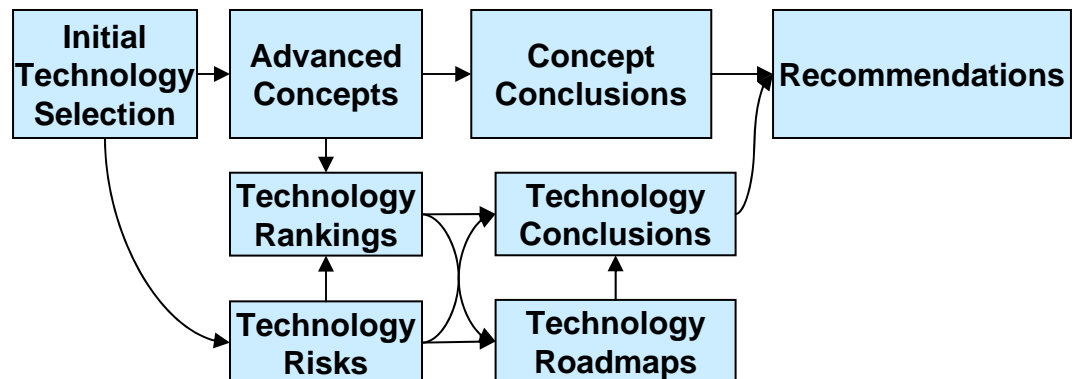 Initial
Technology
Selection
Advanced
Concepts
Concept
Conclusions
Recommendations
Technology
Rankings
Technology
Conclusions
Technology
Risks
Technology
Roadmaps